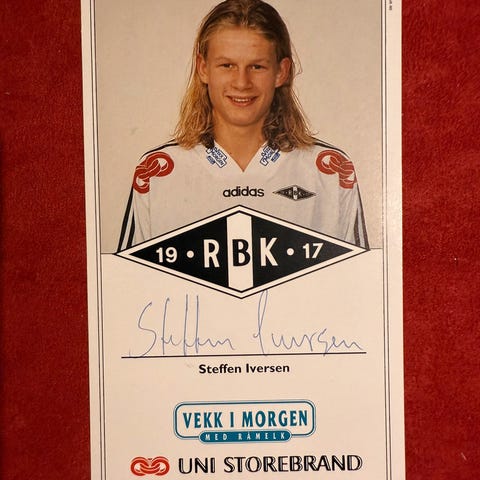 adidas
19 • RBK • 17
Steffen Iversen
Steffen Iversen
VEKK I MORGEN
MED RÅMELK
UNI STOREBRAND